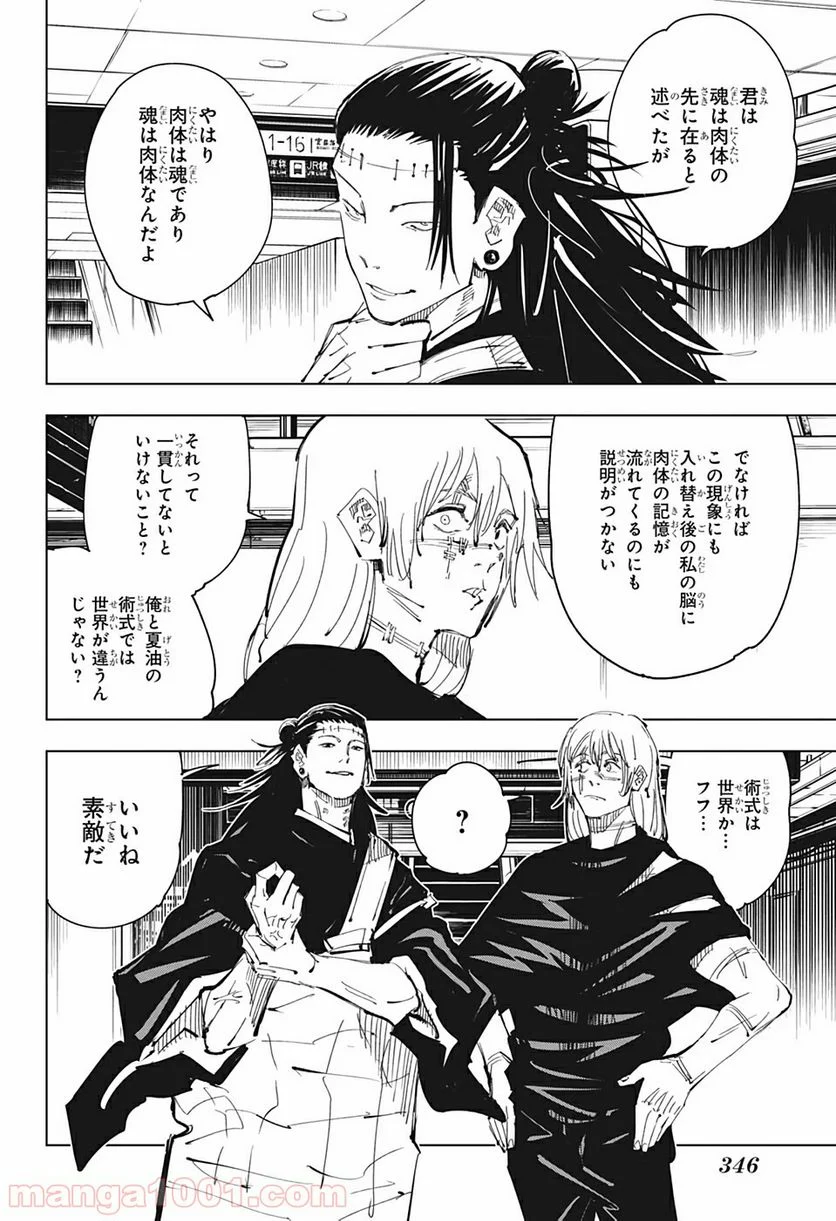 君は
魂は肉体の
先に在ると
述べたが
やはり
肉体は魂であり
魂は肉体なんだよ
1-16
JR線
でなければ
この現象にも
入れ替え後の私の脳に
肉体の記憶が
流れてくるのにも
説明がつかない
それって
一貫してないと
いけないこと?
俺と夏油の
術式では
世界が違うん
じゃない?
術式は
世界か…
フフ…
?
いいね
素敵だ
346
manga1001.com